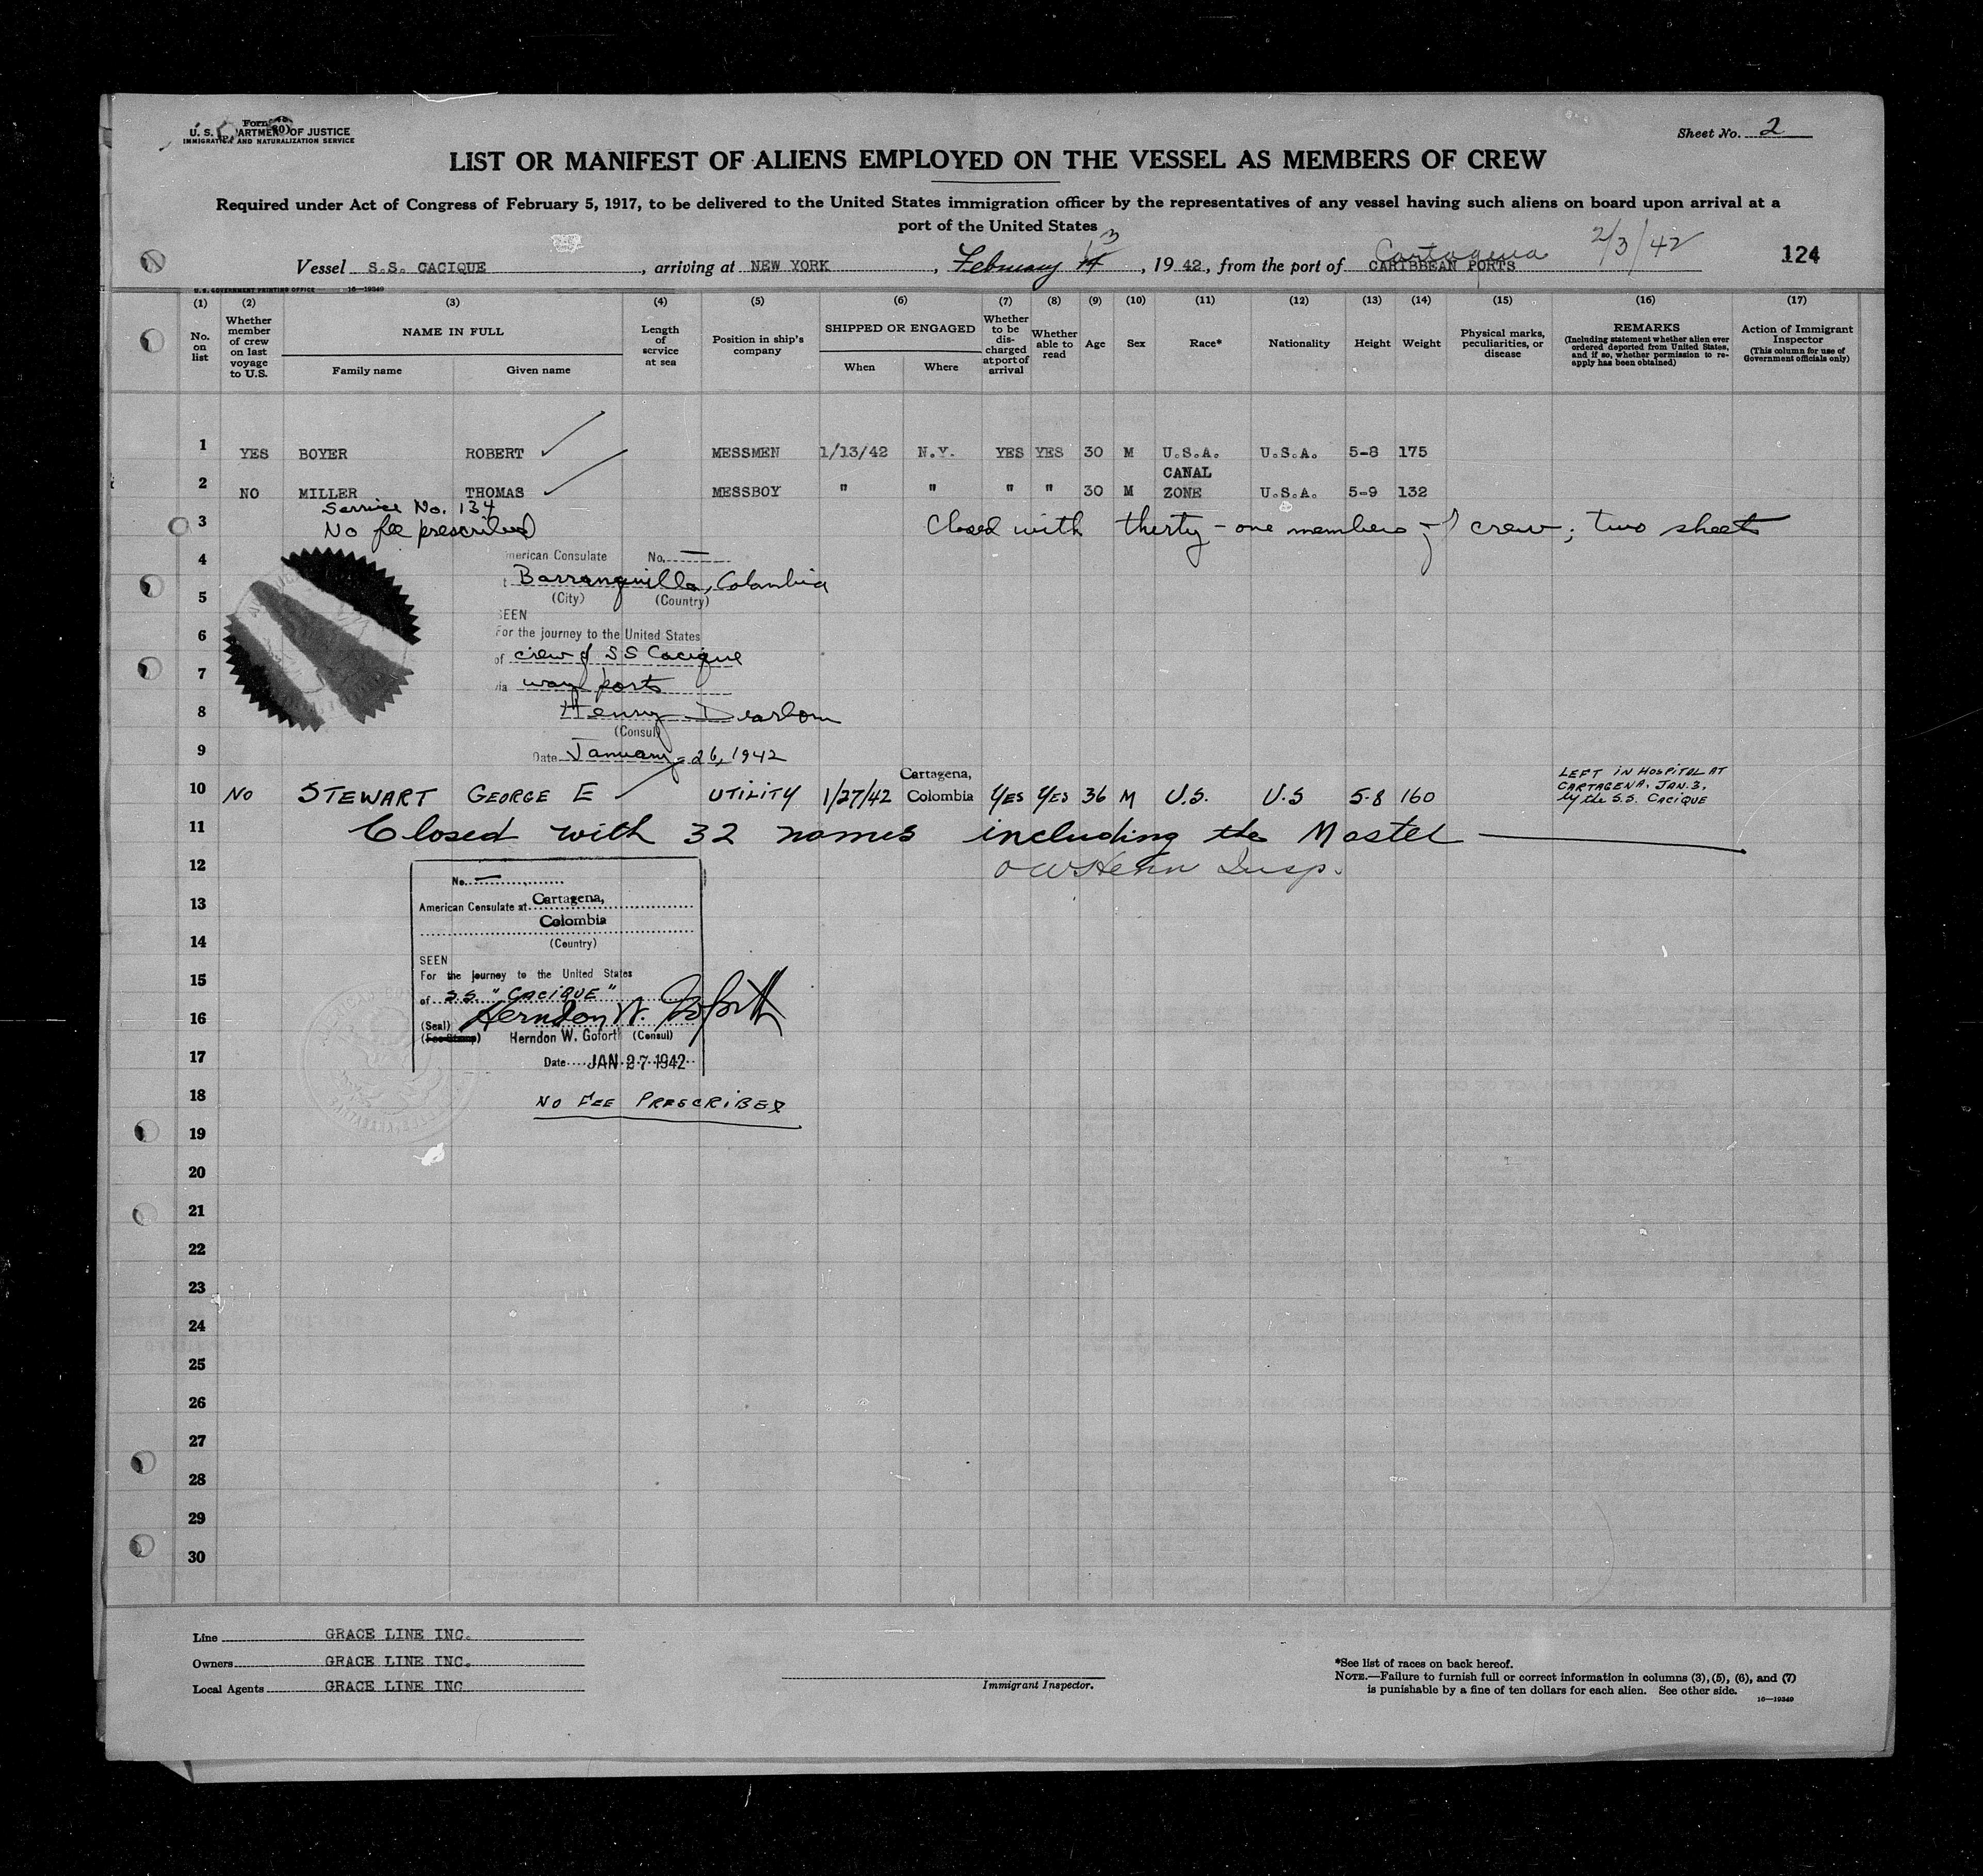 Form
U. S. DEPARTMENT OF JUSTICE
IMMIGRATION AND NATURALIZATION SERVICE
Sheet No. 2
LIST OR MANIFEST OF ALIENS EMPLOYED ON THE VESSEL AS MEMBERS OF CREW
Required under Act of Congress of February 5, 1917, to be delivered to the United States immigration officer by the representatives of any vessel having such aliens on board upon arrival at a
port of the United States
Cartagena 2/3/42
Vessel S.S. CACIQUE, arriving at NEW YORK, February 3, 1942, from the port of CARIBBEAN PORTS
124
U.S. GOVERNMENT PRINTING OFFICE 16—19349
(1) (2) (3) (4) (5) (6) (7) (8) (9) (10) (11) (12) (13) (14) (15) (16) (17)
No. on list
Whether member of crew on last voyage to U.S.
NAME IN FULL
Family name Given name
Length of service at sea
Position in ship's company
SHIPPED OR ENGAGED
When Where
Whether to be discharged at port of arrival
Whether able to read
Age
Sex
Race*
Nationality
Height
Weight
Physical marks, peculiarities, or disease
REMARKS
(Including statement whether alien ever ordered deported from United States, and if so, whether permission to re-apply has been obtained)
Action of Immigrant Inspector
(This column for use of Government officials only)
1 YES BOYER ROBERT MESSMEN 1/13/42 N.Y. YES YES 30 M U.S.A. U.S.A. 5-8 175
2 NO MILLER THOMAS MESSBOY " " " " 30 M CANAL ZONE U.S.A. 5-9 132
Service No. 134
3 No fee prescribed Closed with thirty-one members of crew; two sheet
4 American Consulate No. —
Barranquilla, Colombia
5 (City) (Country)
SEEN
6 For the journey to the United States
of crew of SS Cacique
7 via way ports
8 Henry Dearborn
(Consul)
9 Date January 26, 1942
10 NO STEWART GEORGE E UTILITY 1/27/42 Cartagena, Colombia YES YES 36 M U.S. U.S 5-8 160 LEFT IN HOSPITAL AT CARTAGENA, JAN. 3, by the S.S. CACIQUE
11 Closed with 32 names including the Master
12 Insp.
No. —
13 American Consulate at Cartagena,
Colombia
14 (Country)
SEEN
15 For the journey to the United States
of S.S. "CACIQUE"
16 (Seal) Herndon W. Goforth
(Fee Stamp) Herndon W. Goforth (Consul)
17 Date JAN 27 1942
18 NO FEE PRESCRIBED
19
20
21
22
23
24
25
26
27
28
29
30
Line GRACE LINE INC.
Owners GRACE LINE INC.
Local Agents GRACE LINE INC
Immigrant Inspector.
*See list of races on back hereof.
NOTE.—Failure to furnish full or correct information in columns (3), (5), (6), and (7)
is punishable by a fine of ten dollars for each alien. See other side.
16—19349